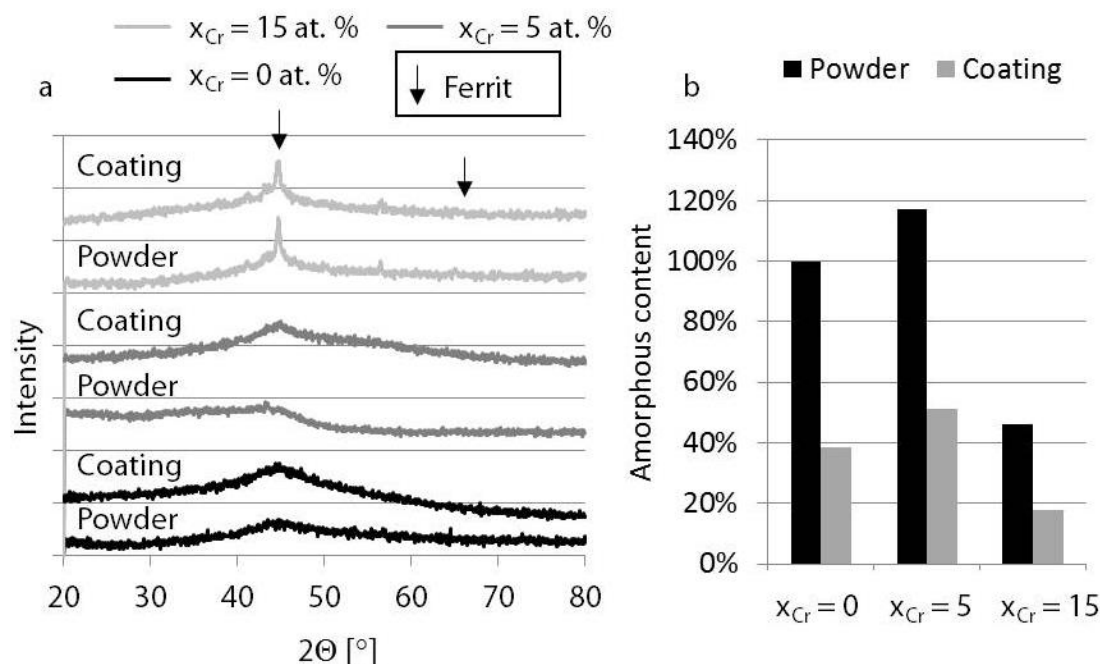 x_Cr = 15 at. %
x_Cr = 5 at. %
x_Cr = 0 at. %
a
Ferrit
Coating
Powder
Coating
Powder
Coating
Powder
Intensity
20 30 40 50 60 70 80
2Θ [°]
b
Powder Coating
140%
120%
100%
80%
60%
40%
20%
0%
Amorphous content
x_Cr = 0 x_Cr = 5 x_Cr = 15